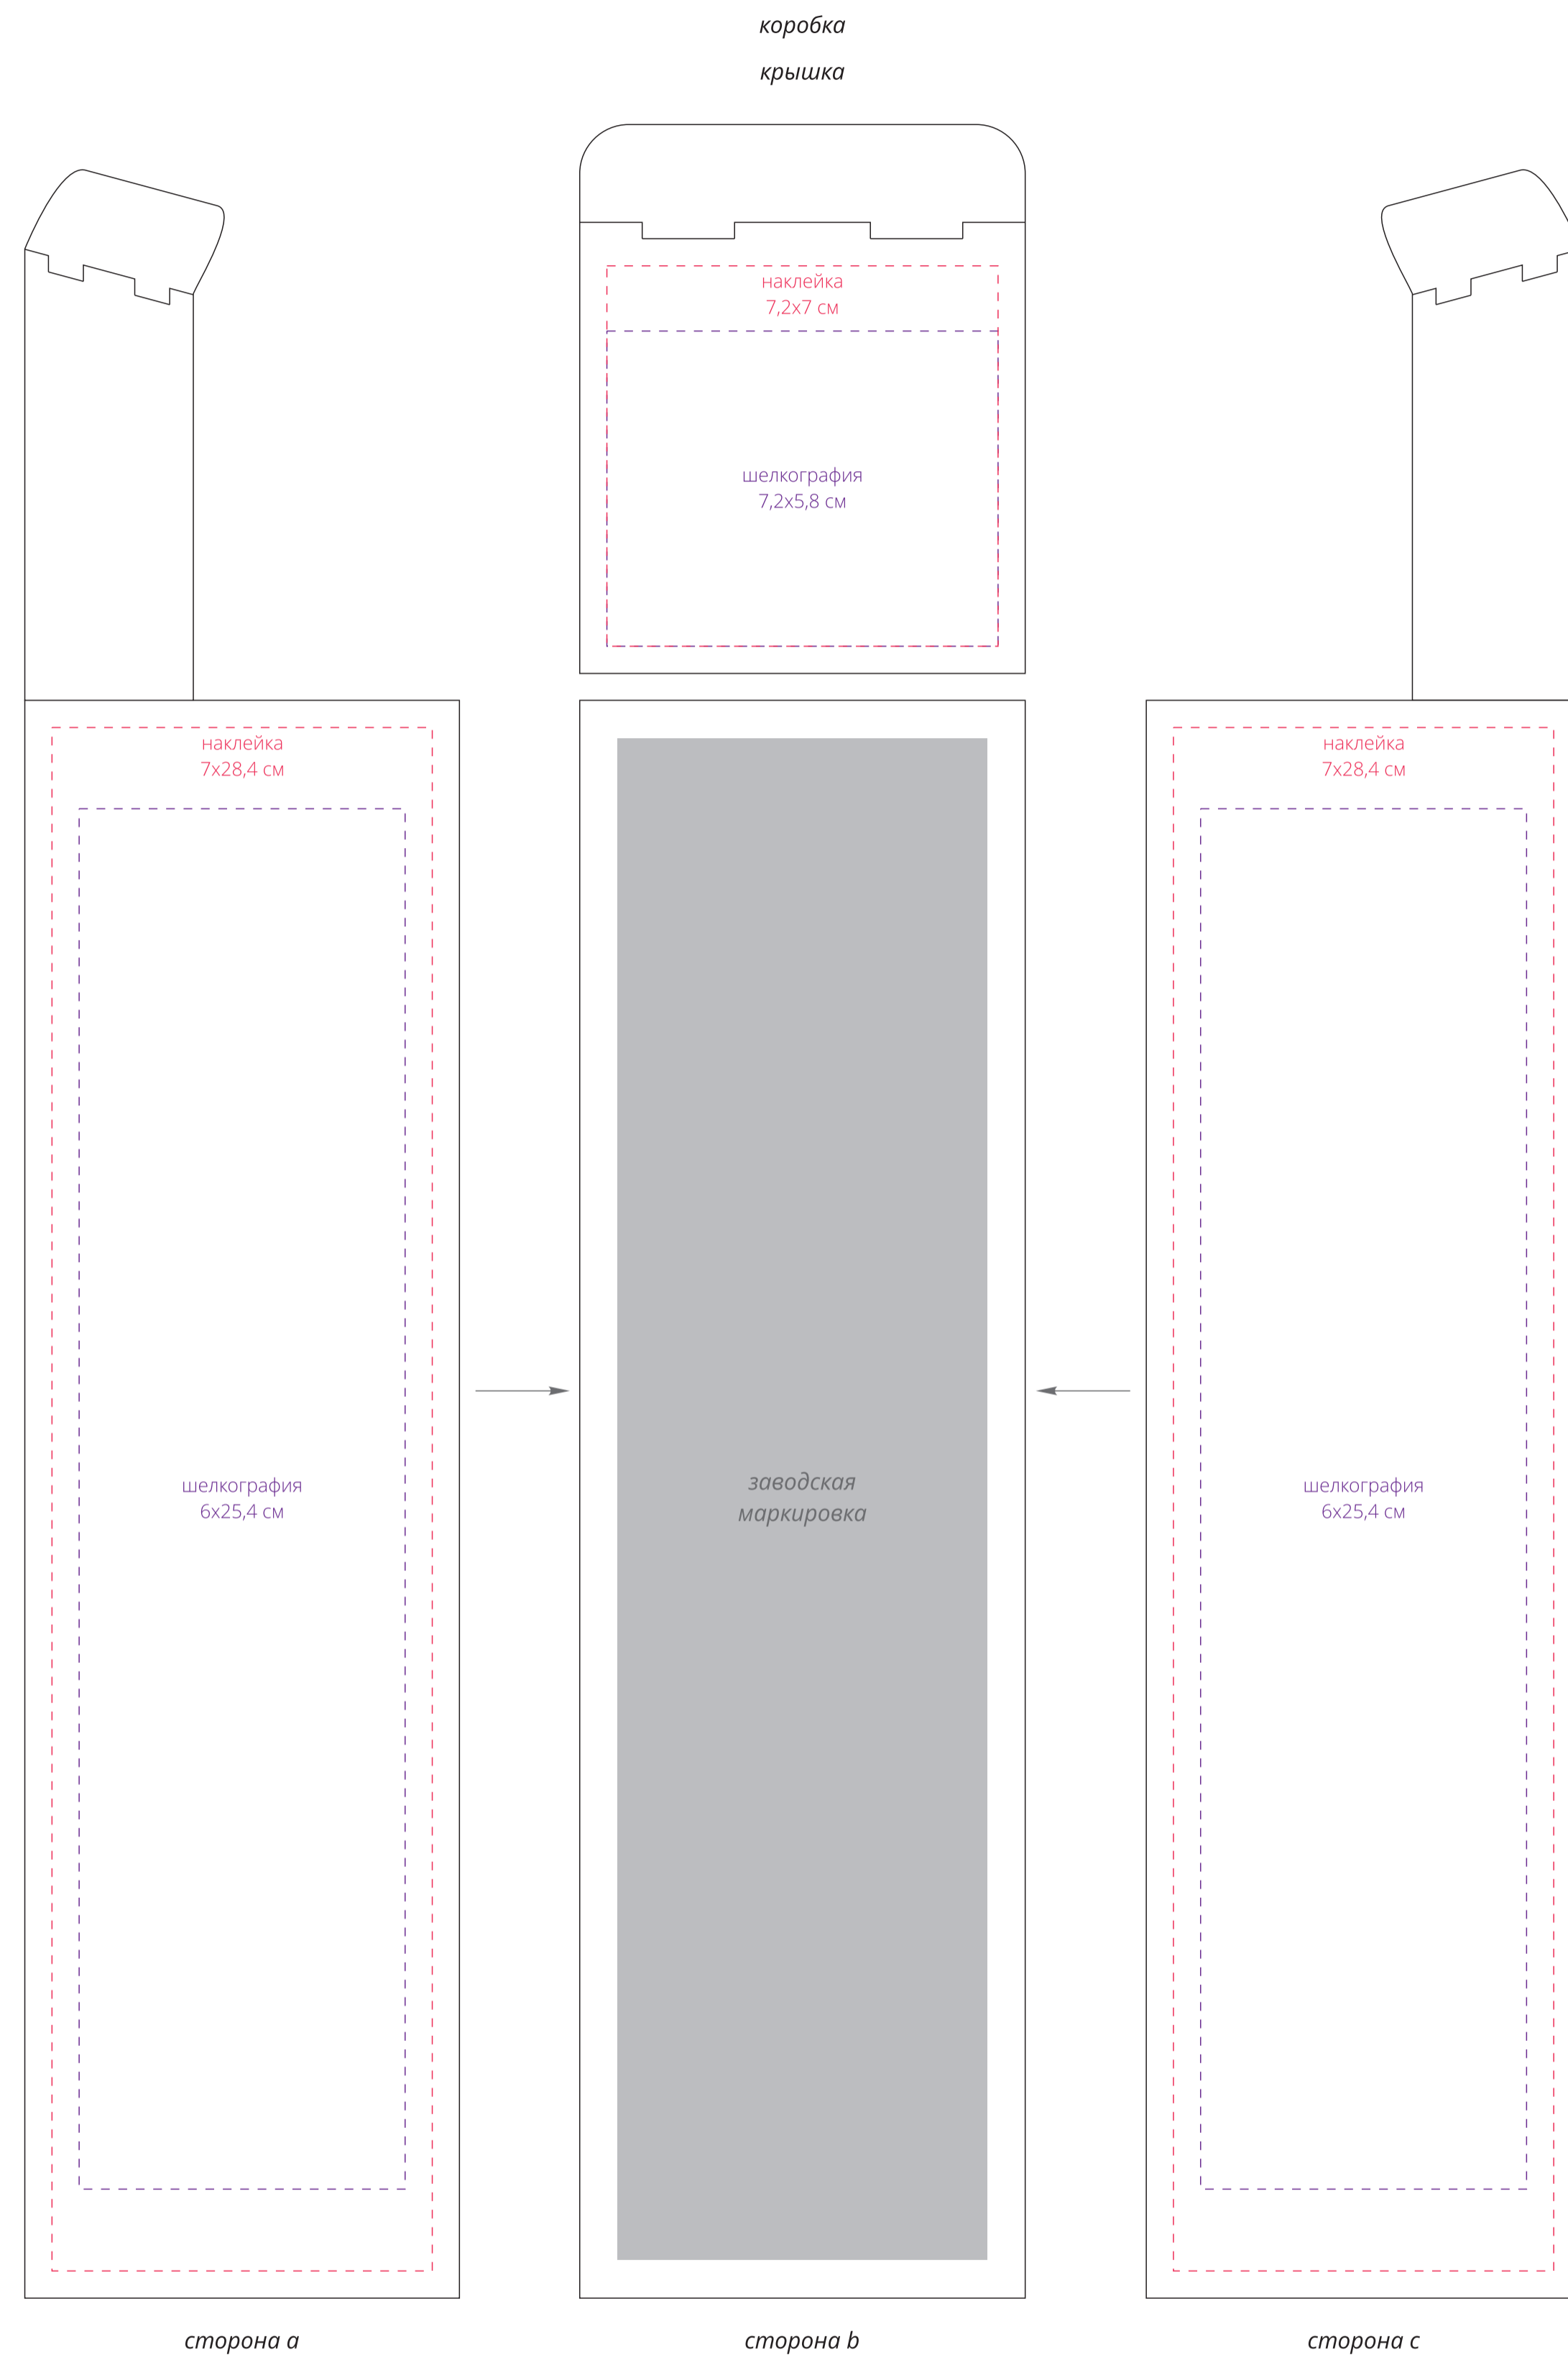 коробка
крышка
наклейка
7,2х7 см
шелкография
7,2х5,8 см
наклейка
7х28,4 см
шелкография
6х25,4 см
заводская
маркировка
наклейка
7х28,4 см
шелкография
6х25,4 см
сторона a
сторона b
сторона c